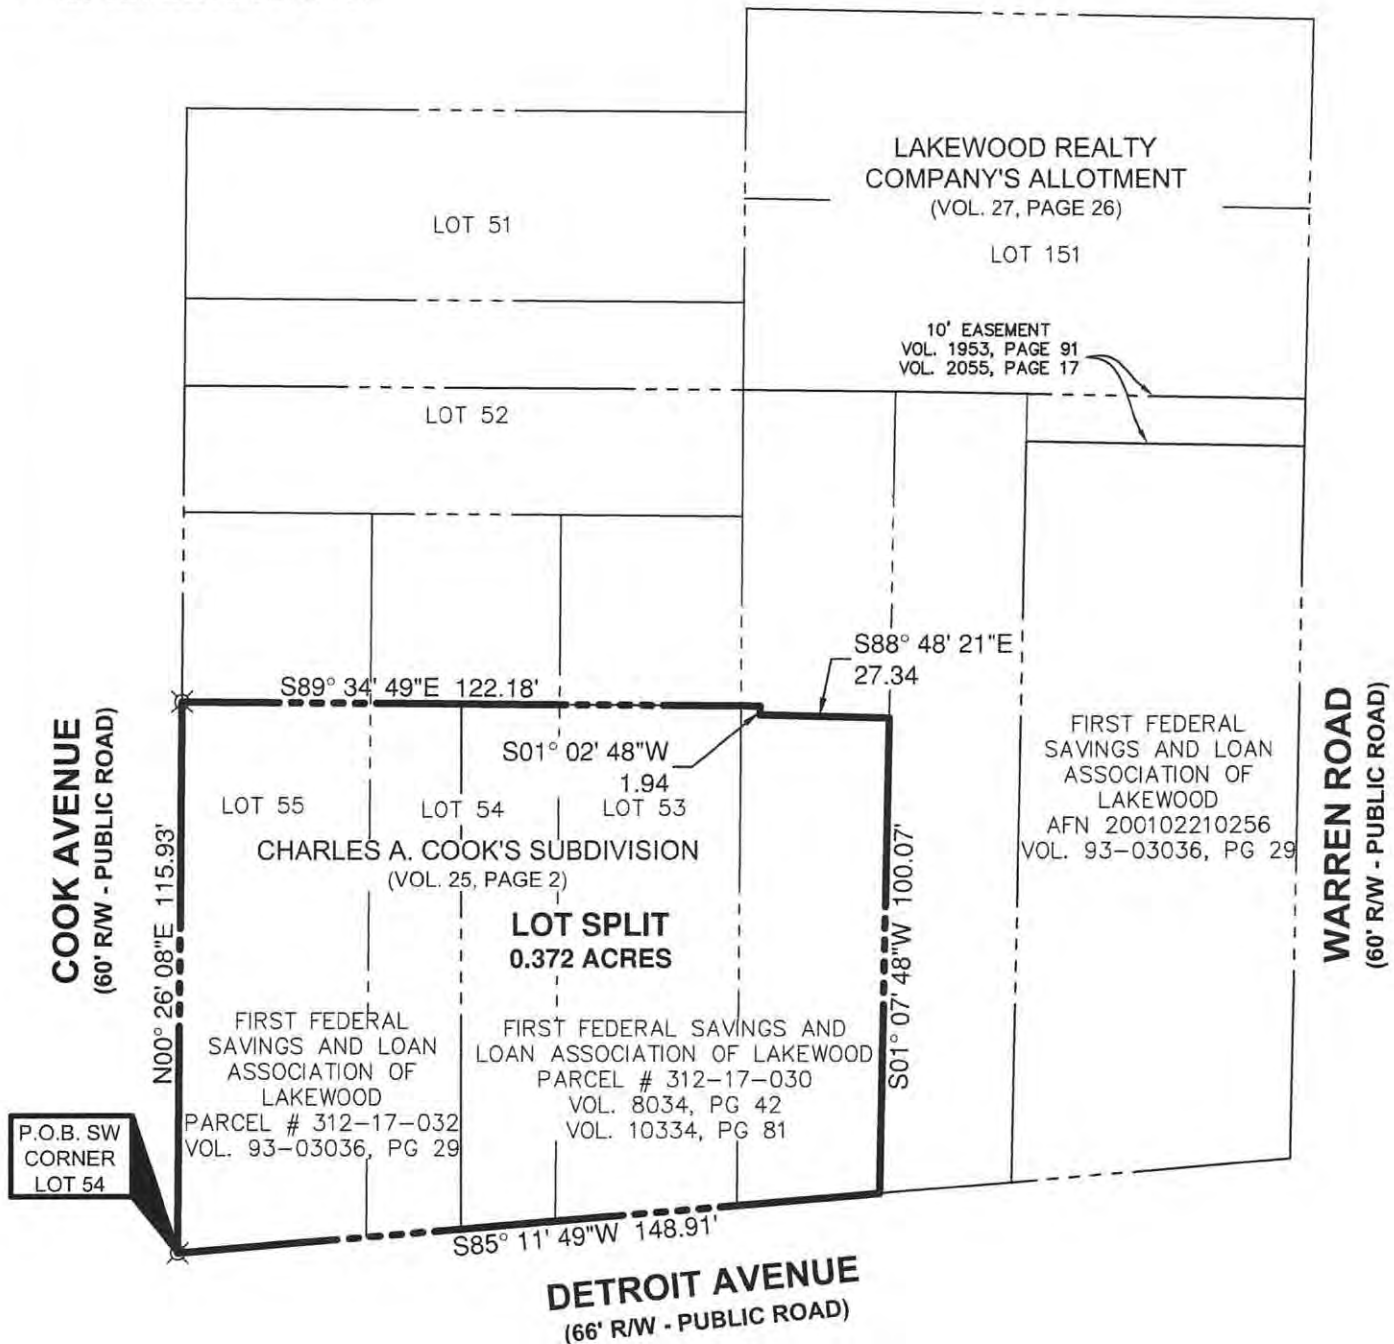 LAKEWOOD REALTY
COMPANY'S ALLOTMENT
(VOL. 27, PAGE 26)
LOT 151
LOT 51
10' EASEMENT
VOL. 1953, PAGE 91
VOL. 2055, PAGE 17
LOT 52
S88° 48' 21"E
27.34
S89° 34' 49"E 122.18'
S01° 02' 48"W
1.94
COOK AVENUE
(60' R/W - PUBLIC ROAD)
N00° 26' 08"E 115.93'
LOT 55
LOT 54
LOT 53
CHARLES A. COOK'S SUBDIVISION
(VOL. 25, PAGE 2)
LOT SPLIT
0.372 ACRES
S01° 07' 48"W 100.07'
FIRST FEDERAL
SAVINGS AND LOAN
ASSOCIATION OF
LAKEWOOD
AFN 200102210256
VOL. 93-03036, PG 29
WARREN ROAD
(60' R/W - PUBLIC ROAD)
FIRST FEDERAL
SAVINGS AND LOAN
ASSOCIATION OF
LAKEWOOD
PARCEL # 312-17-032
VOL. 93-03036, PG 29
FIRST FEDERAL SAVINGS AND
LOAN ASSOCIATION OF LAKEWOOD
PARCEL # 312-17-030
VOL. 8034, PG 42
VOL. 10334, PG 81
P.O.B. SW
CORNER
LOT 54
S85° 11' 49"W 148.91'
DETROIT AVENUE
(66' R/W - PUBLIC ROAD)